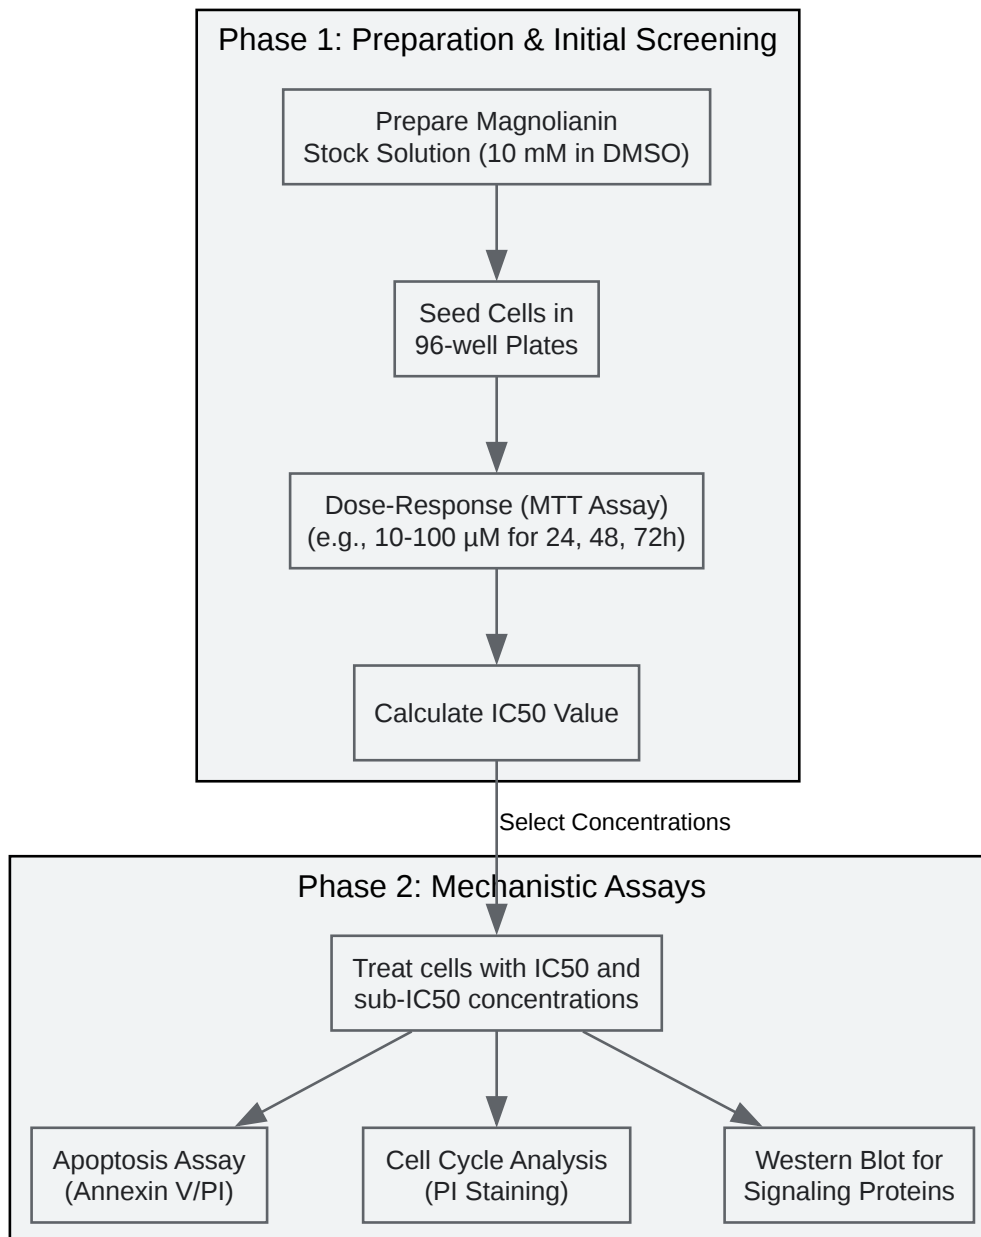 Phase 1: Preparation & Initial Screening
Prepare Magnolianin
Stock Solution (10 mM in DMSO)
Seed Cells in
96-well Plates
Dose-Response (MTT Assay)
(e.g., 10-100 µM for 24, 48, 72h)
Calculate IC50 Value
Select Concentrations
Phase 2: Mechanistic Assays
Treat cells with IC50 and
sub-IC50 concentrations
Apoptosis Assay
(Annexin V/PI)
Cell Cycle Analysis
(PI Staining)
Western Blot for
Signaling Proteins